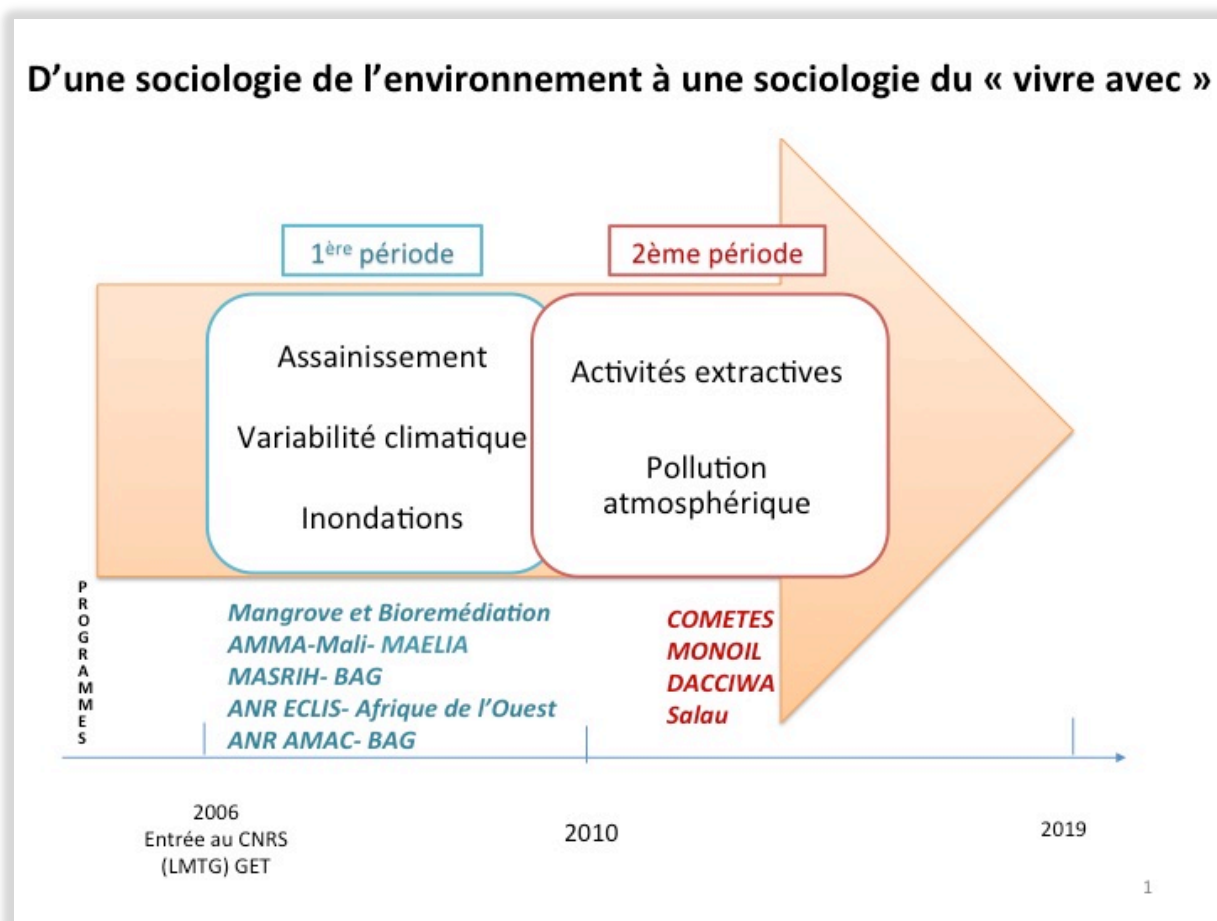 D'une sociologie de l'environnement à une sociologie du « vivre avec »
1ère période
2ème période
Assainissement
Variabilité climatique
Inondations
Activités extractives
Pollution
atmosphérique
PROGRAMMES
Mangrove et Bioremédiation
AMMA-Mali- MAELIA
MASRIH- BAG
ANR ECLIS- Afrique de l'Ouest
ANR AMAC- BAG
COMETES
MONOIL
DACCIWA
Salau
2006
Entrée au CNRS
(LMTG) GET
2010
2019
1